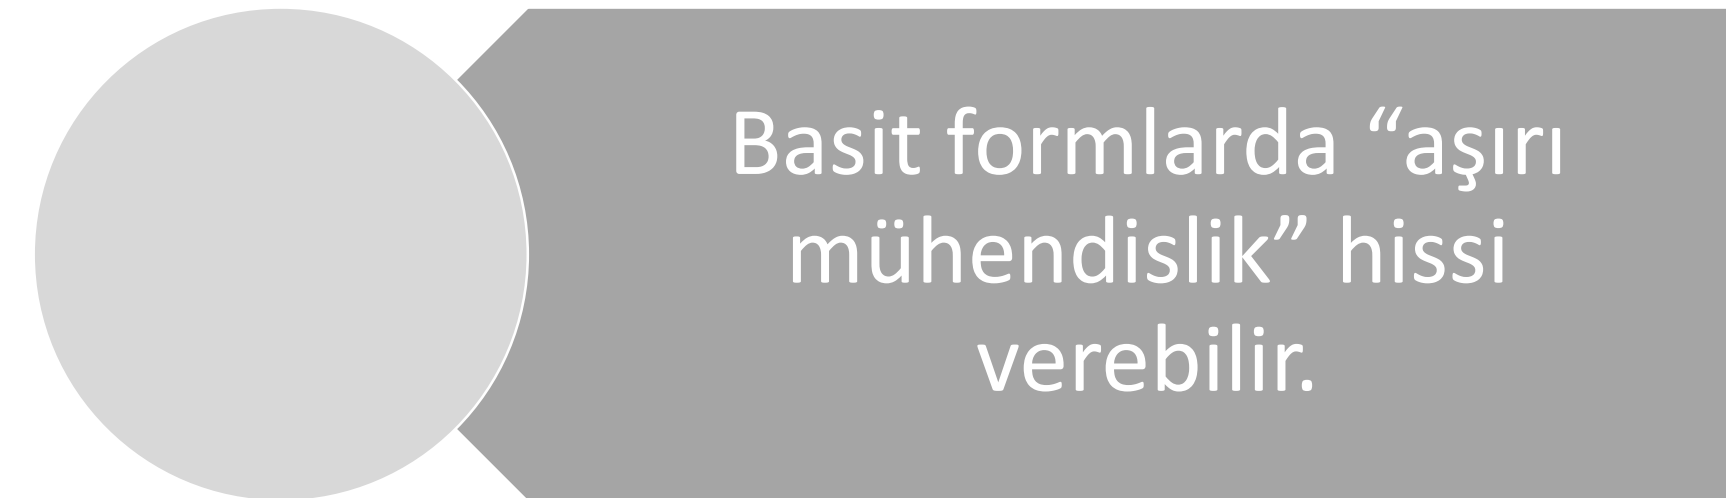 Basit formlarda “aşırı
mühendislik” hissi
verebilir.